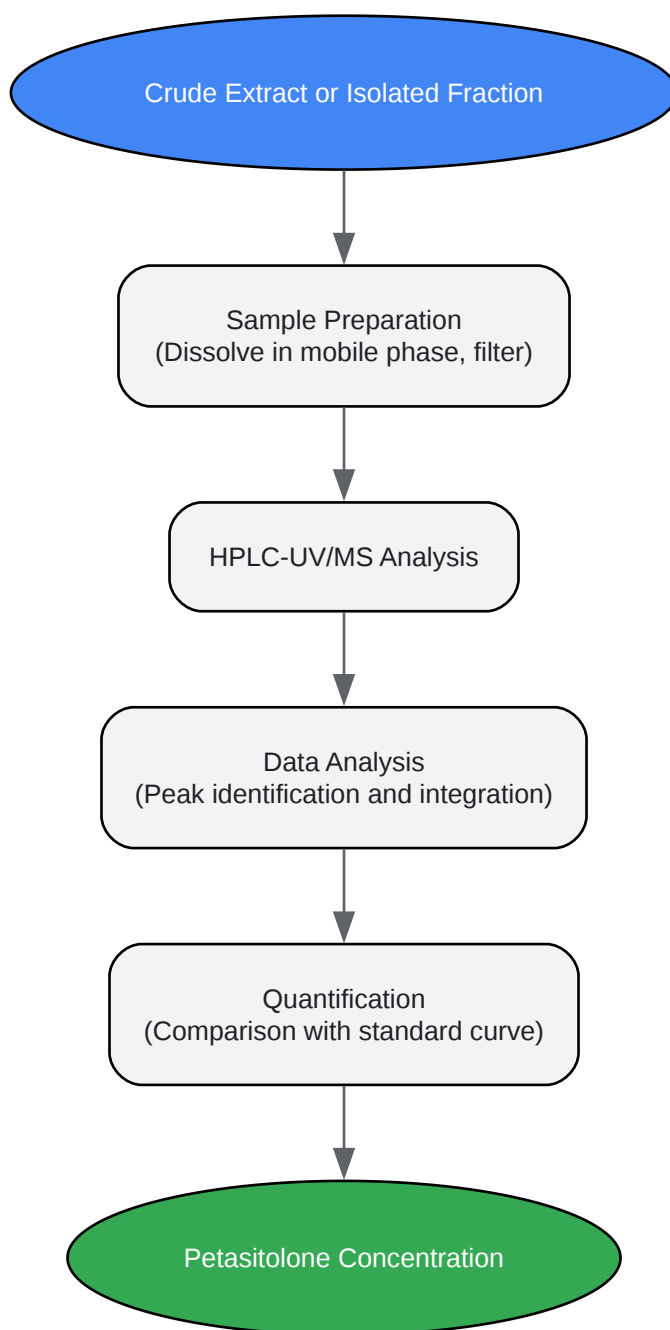 Crude Extract or Isolated Fraction
Sample Preparation
(Dissolve in mobile phase, filter)
HPLC-UV/MS Analysis
Data Analysis
(Peak identification and integration)
Quantification
(Comparison with standard curve)
Petasitolone Concentration